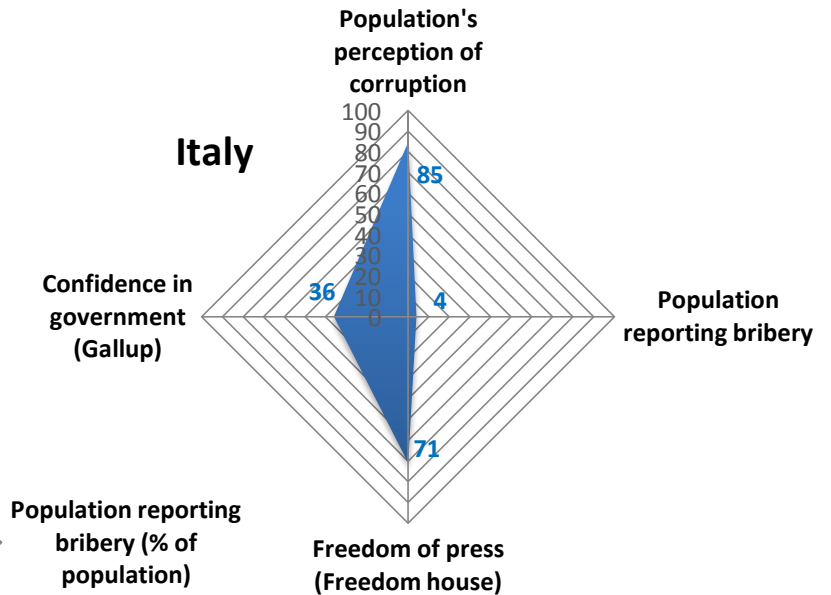 Population's
perception of
corruption
Italy
100
90
80
70
60
50
40
30
20
10
0
85
36
4
Confidence in
government
(Gallup)
Population
reporting bribery
71
Population reporting
bribery (% of
population)
Freedom of press
(Freedom house)